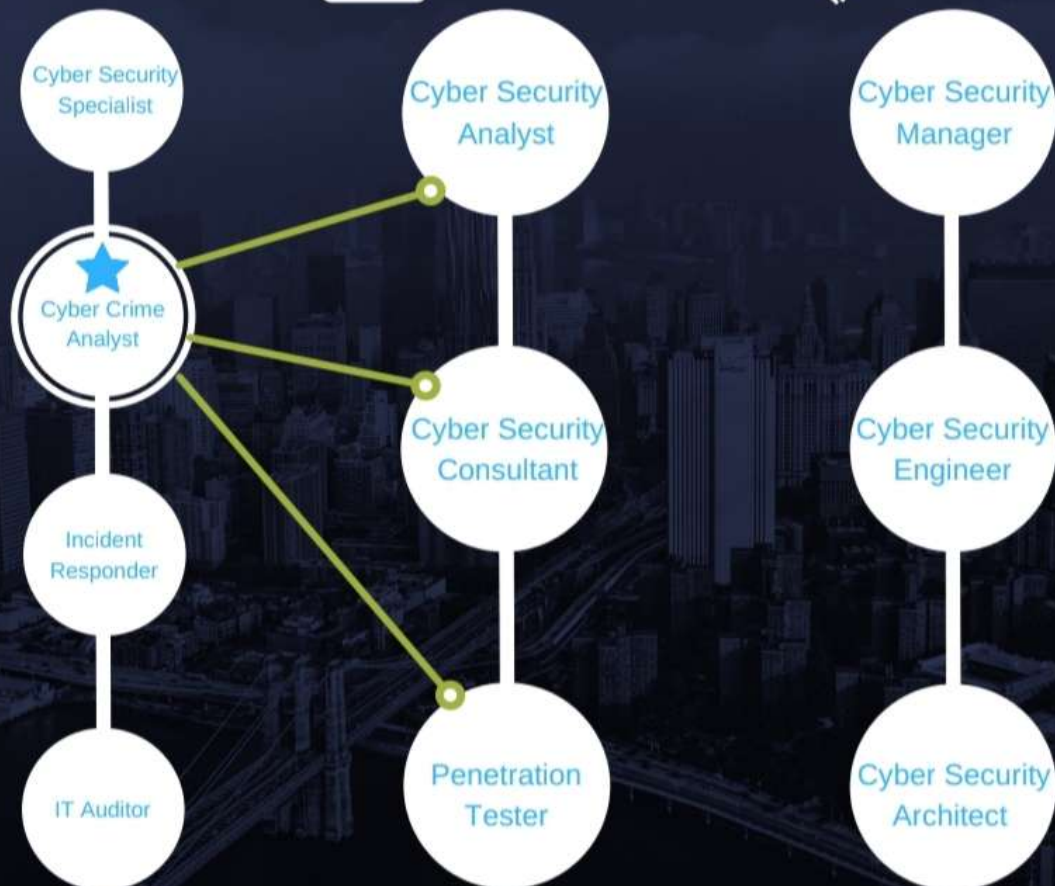 Cyber Security
Specialist
Cyber Crime
Analyst
Incident
Responder
IT Auditor
Cyber Security
Analyst
Cyber Security
Consultant
Penetration
Tester
Cyber Security
Manager
Cyber Security
Engineer
Cyber Security
Architect